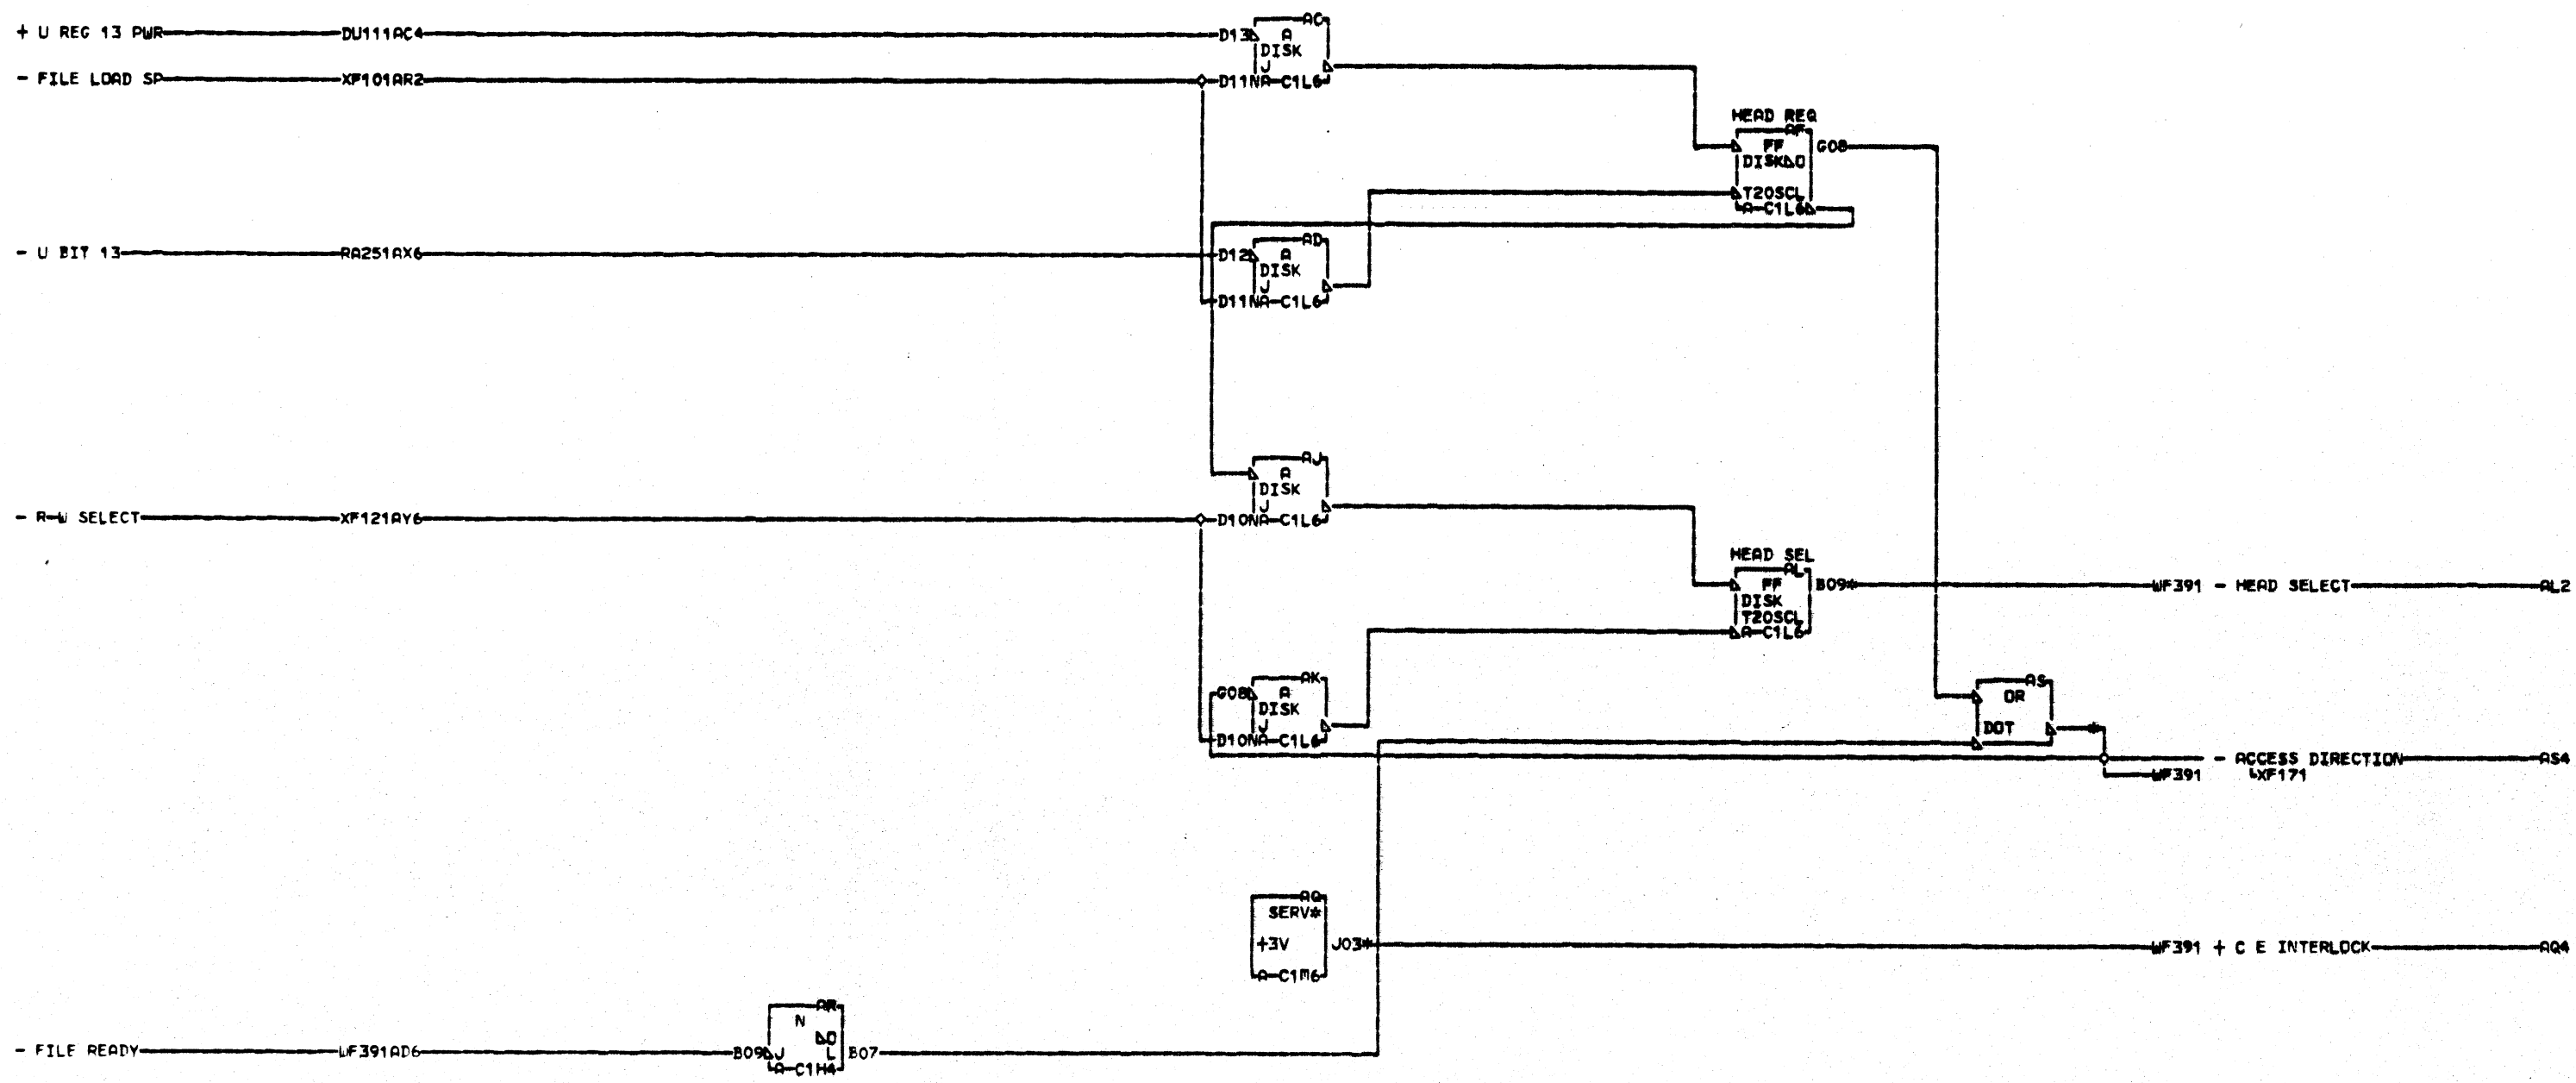 AC
+ U REG 13 PWR DU111AC4 D13 A
DISK
J
- FILE LOAD SP XF101AR2 D11NA-C1L6
HEAD REQ
AF
FF G08
DISK O
T2OSCL
A-C1L6
AD
- U BIT 13 RA251AX6 D12 A
DISK
J
D11NA-C1L6
AJ
A
DISK
J
- R-W SELECT XF121AY6 D10NA-C1L6
HEAD SEL
AL
FF B09* WF391 - HEAD SELECT AL2
DISK
T2OSCL
A-C1L6
AK
G08 A
DISK
J
D10NA-C1L6
AS
OR
DOT *
- ACCESS DIRECTION AS4
WF391 XF171
AQ
SERV*
+3V J03* WF391 + C E INTERLOCK AQ4
A-C1M6
AR
N
O
- FILE READY WF391AD6 B09 J L B07
A-C1H4